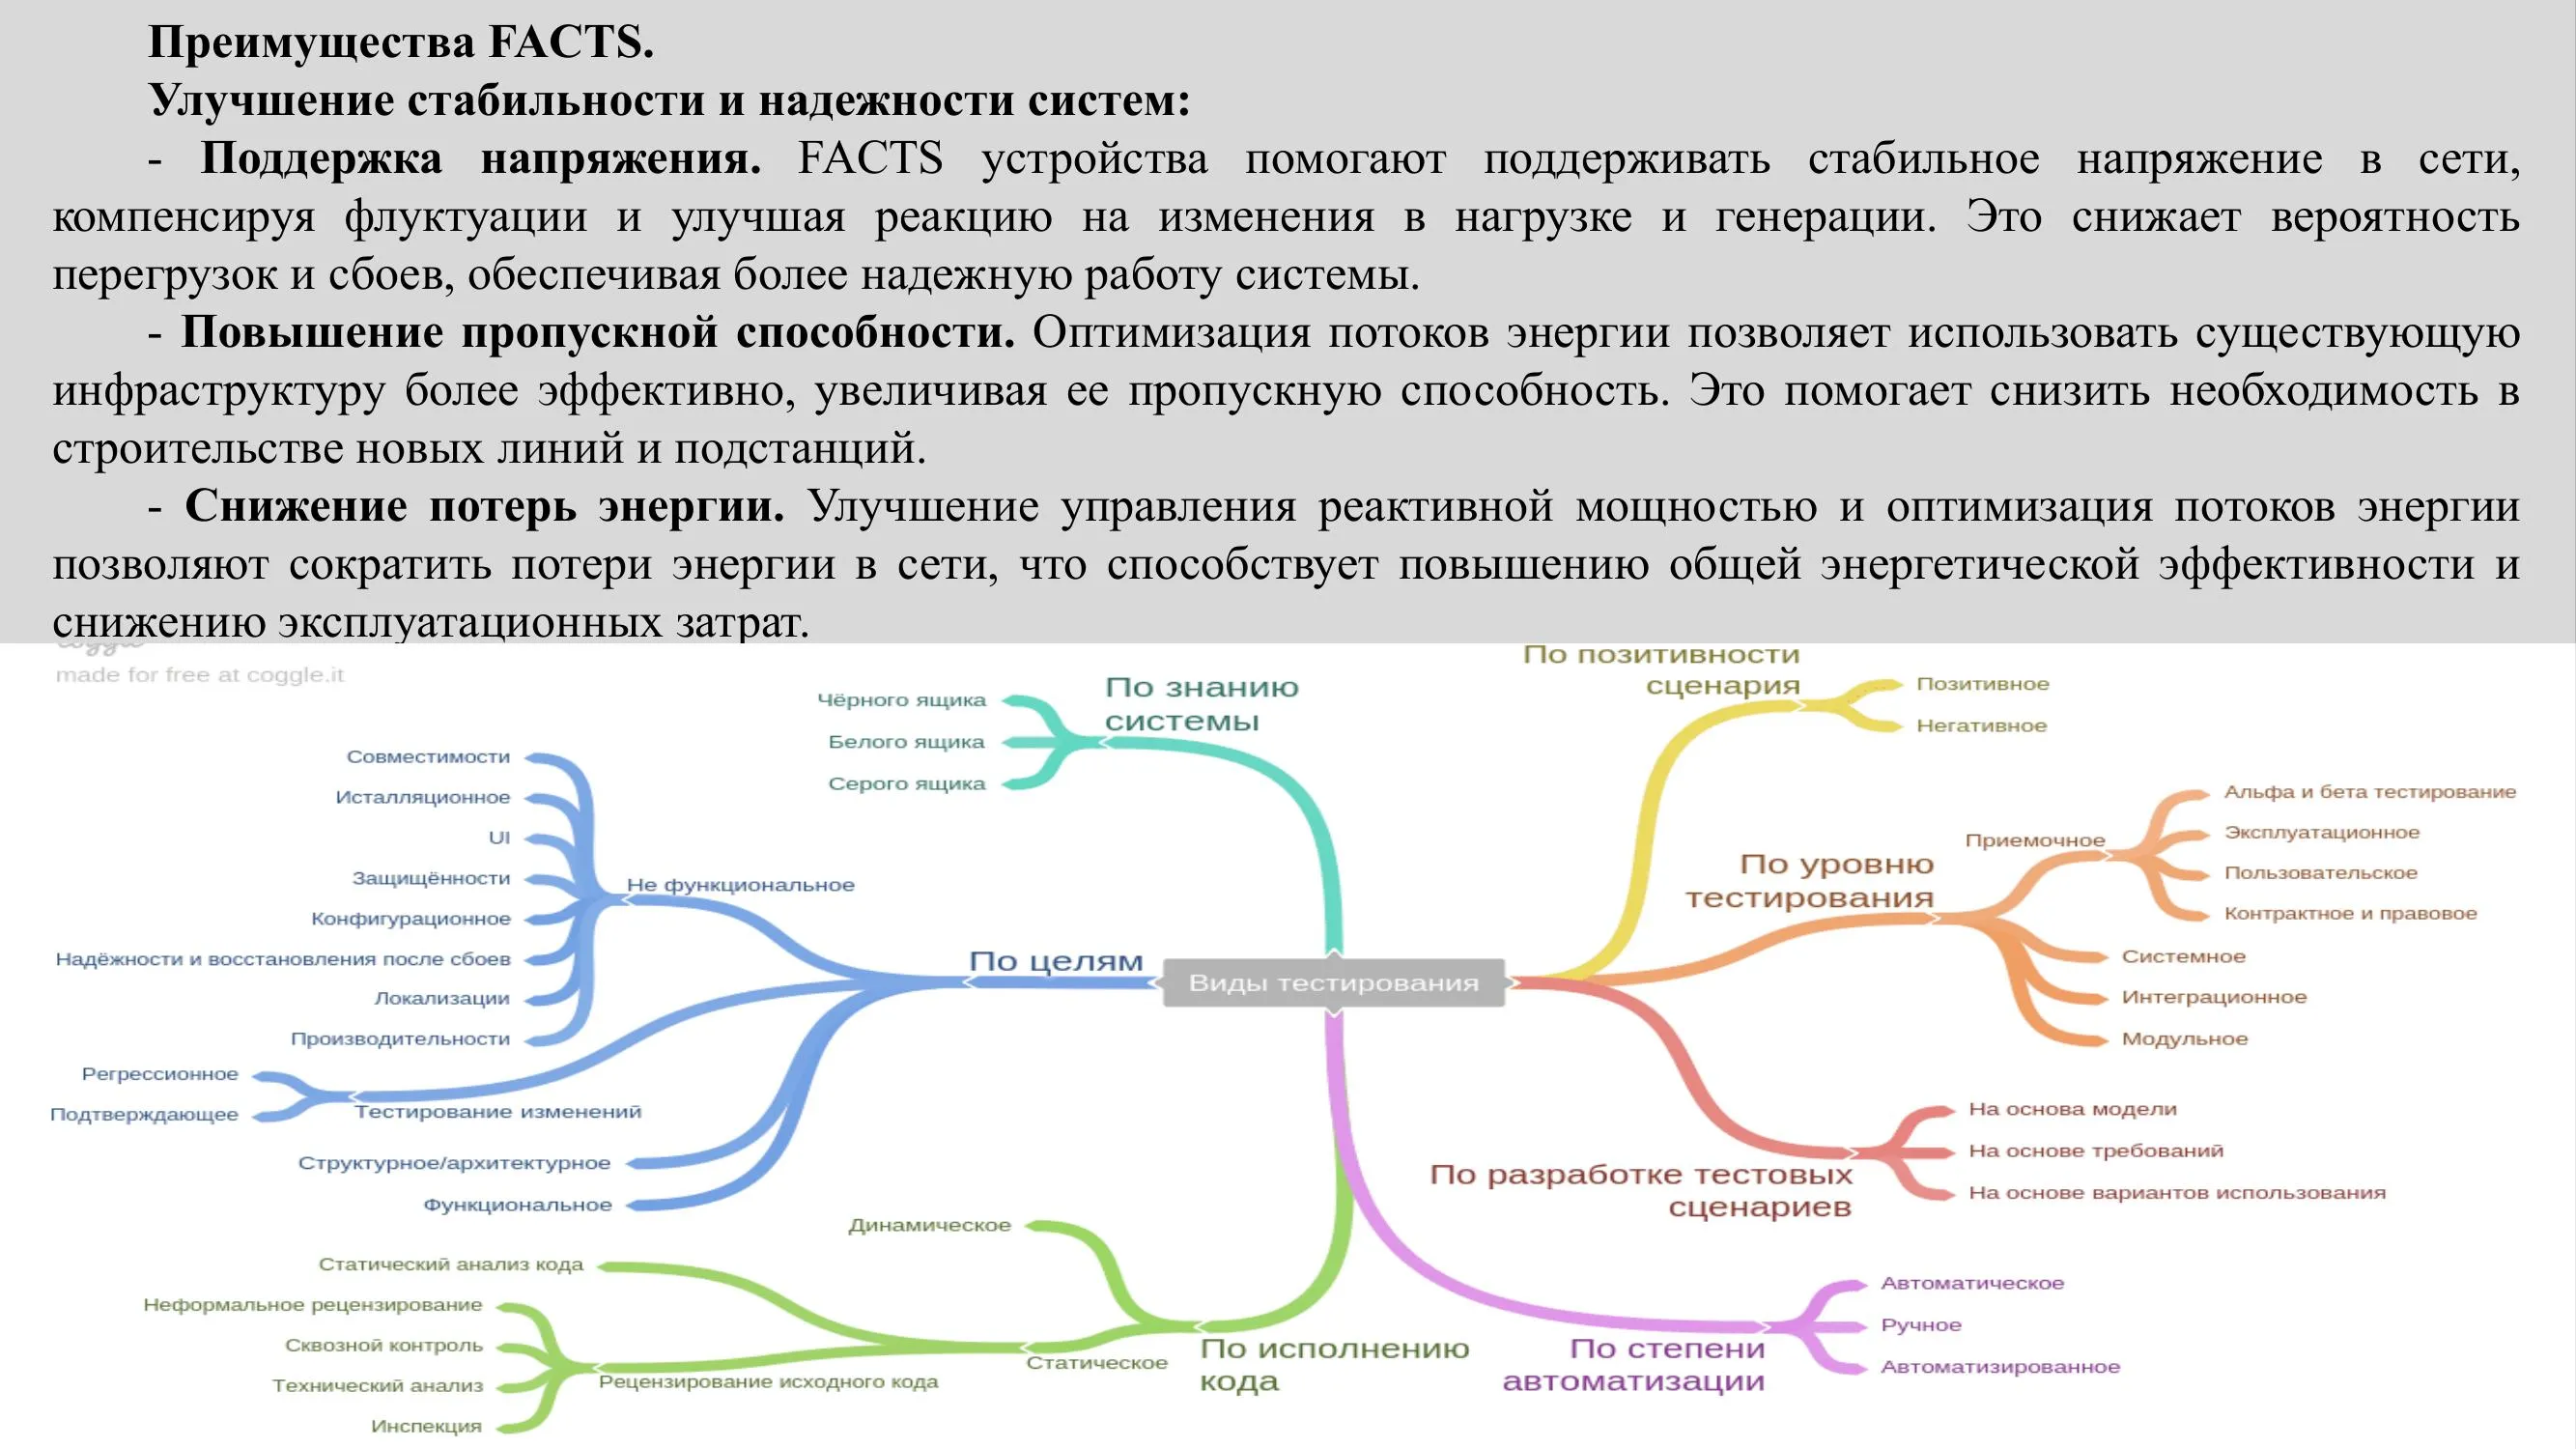 Преимущества FACTS.
Улучшение стабильности и надежности систем:
- Поддержка напряжения. FACTS устройства помогают поддерживать стабильное напряжение в сети,
компенсируя флуктуации и улучшая реакцию на изменения в нагрузке и генерации. Это снижает вероятность
перегрузок и сбоев, обеспечивая более надежную работу системы.
- Повышение пропускной способности. Оптимизация потоков энергии позволяет использовать существующую
инфраструктуру более эффективно, увеличивая ее пропускную способность. Это помогает снизить необходимость в
строительстве новых линий и подстанций.
- Снижение потерь энергии. Улучшение управления реактивной мощностью и оптимизация потоков энергии
позволяют сократить потери энергии в сети, что способствует повышению общей энергетической эффективности и
снижению эксплуатационных затрат.
made for free at coggle.it
По знанию
системы
Чёрного ящика
Белого ящика
Серого ящика
По позитивности
сценария
Позитивное
Негативное
Совместимости
Исталляционное
UI
Защищённости
Конфигурационное
Надёжности и восстановления после сбоев
Локализации
Производительности
Не функциональное
По целям
Виды тестирования
По уровню
тестирования
Приемочное
Альфа и бета тестирование
Эксплуатационное
Пользовательское
Контрактное и правовое
Системное
Интеграционное
Модульное
Регрессионное
Подтверждающее
Тестирование изменений
Структурное/архитектурное
Функциональное
По разработке тестовых
сценариев
На основа модели
На основе требований
На основе вариантов использования
Динамическое
Статический анализ кода
Неформальное рецензирование
Сквозной контроль
Технический анализ
Инспекция
Рецензирование исходного кода
Статическое
По исполнению
кода
По степени
автоматизации
Автоматическое
Ручное
Автоматизированное